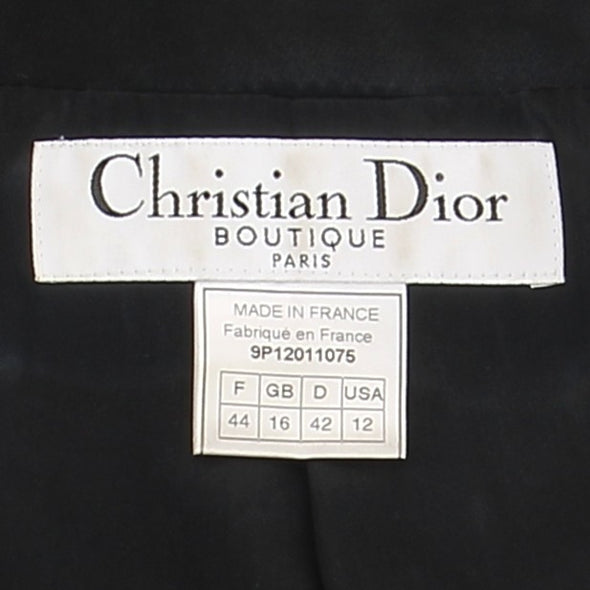 Christian Dior
BOUTIQUE
PARIS
MADE IN FRANCE
Fabriqué en France
9P12011075
F GB D USA
44 16 42 12